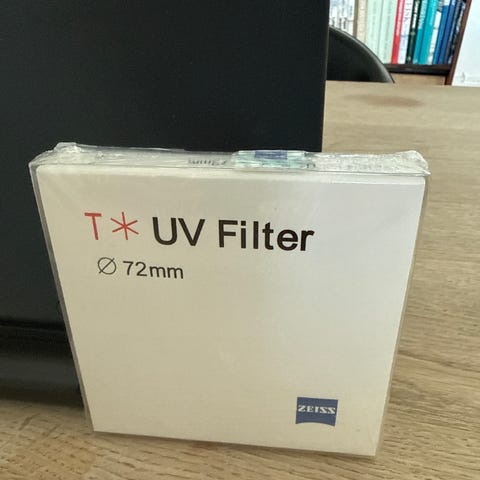 T* UV Filter
Ø 72mm
ZEISS